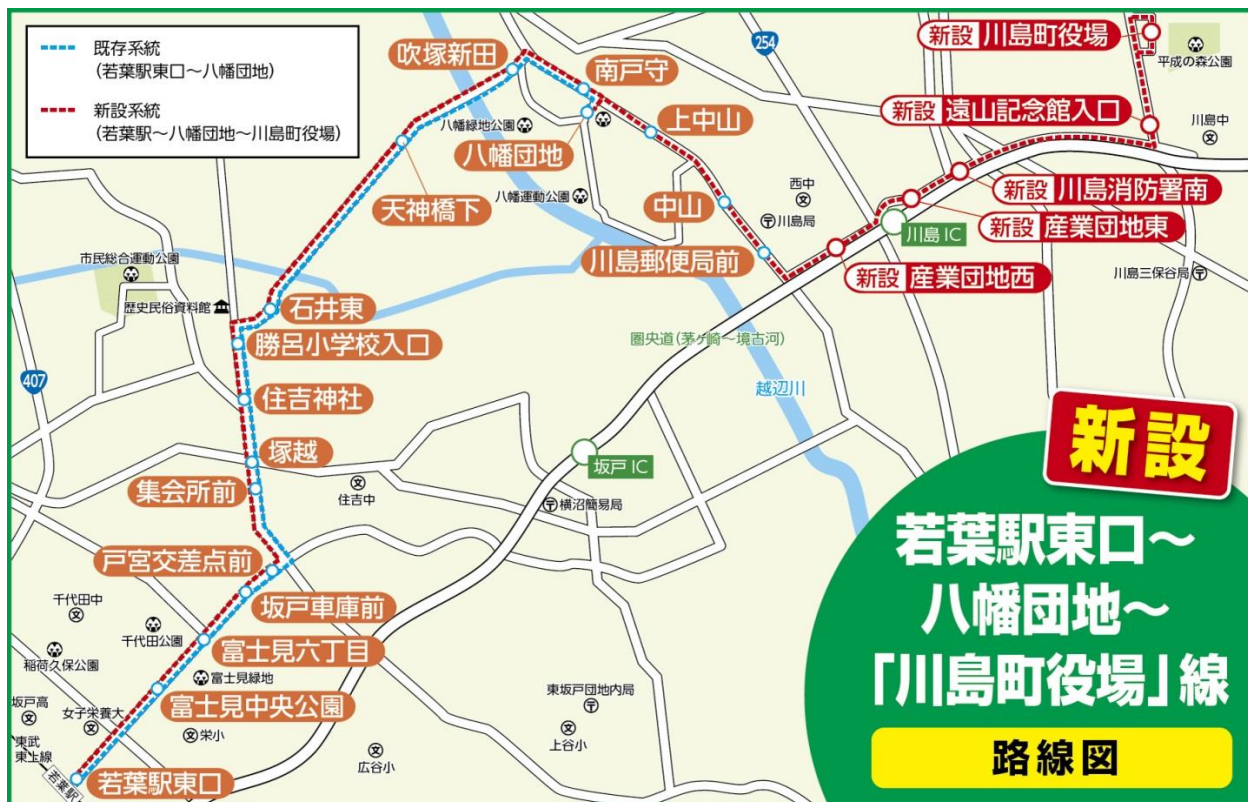 既存系統
(若葉駅東口~八幡団地)
新設系統
(若葉駅~八幡団地~川島町役場)
吹塚新田
南戸守
254
新設 川島町役場
平成の森公園
八幡緑地公園
八幡団地
上中山
新設 遠山記念館入口
川島中
天神橋下
八幡運動公園
中山
西中
川島局
新設 川島消防署南
新設 産業団地東
川島IC
川島郵便局前
新設 産業団地西
川島三保谷局
市民総合運動公園
歴史民俗資料館
石井東
勝呂小学校入口
圏央道(茅ヶ崎~境古河)
越辺川
407
住吉神社
塚越
集会所前
住吉中
坂戸IC
横沼簡易局
戸宮交差点前
坂戸車庫前
千代田中
千代田公園
富士見六丁目
稲荷久保公園
富士見緑地
富士見中央公園
坂戸高
女子栄養大
栄小
東武
東上線
若葉駅
若葉駅東口
広谷小
東坂戸団地内局
上谷小
新設
若葉駅東口~
八幡団地~
「川島町役場」線
路線図